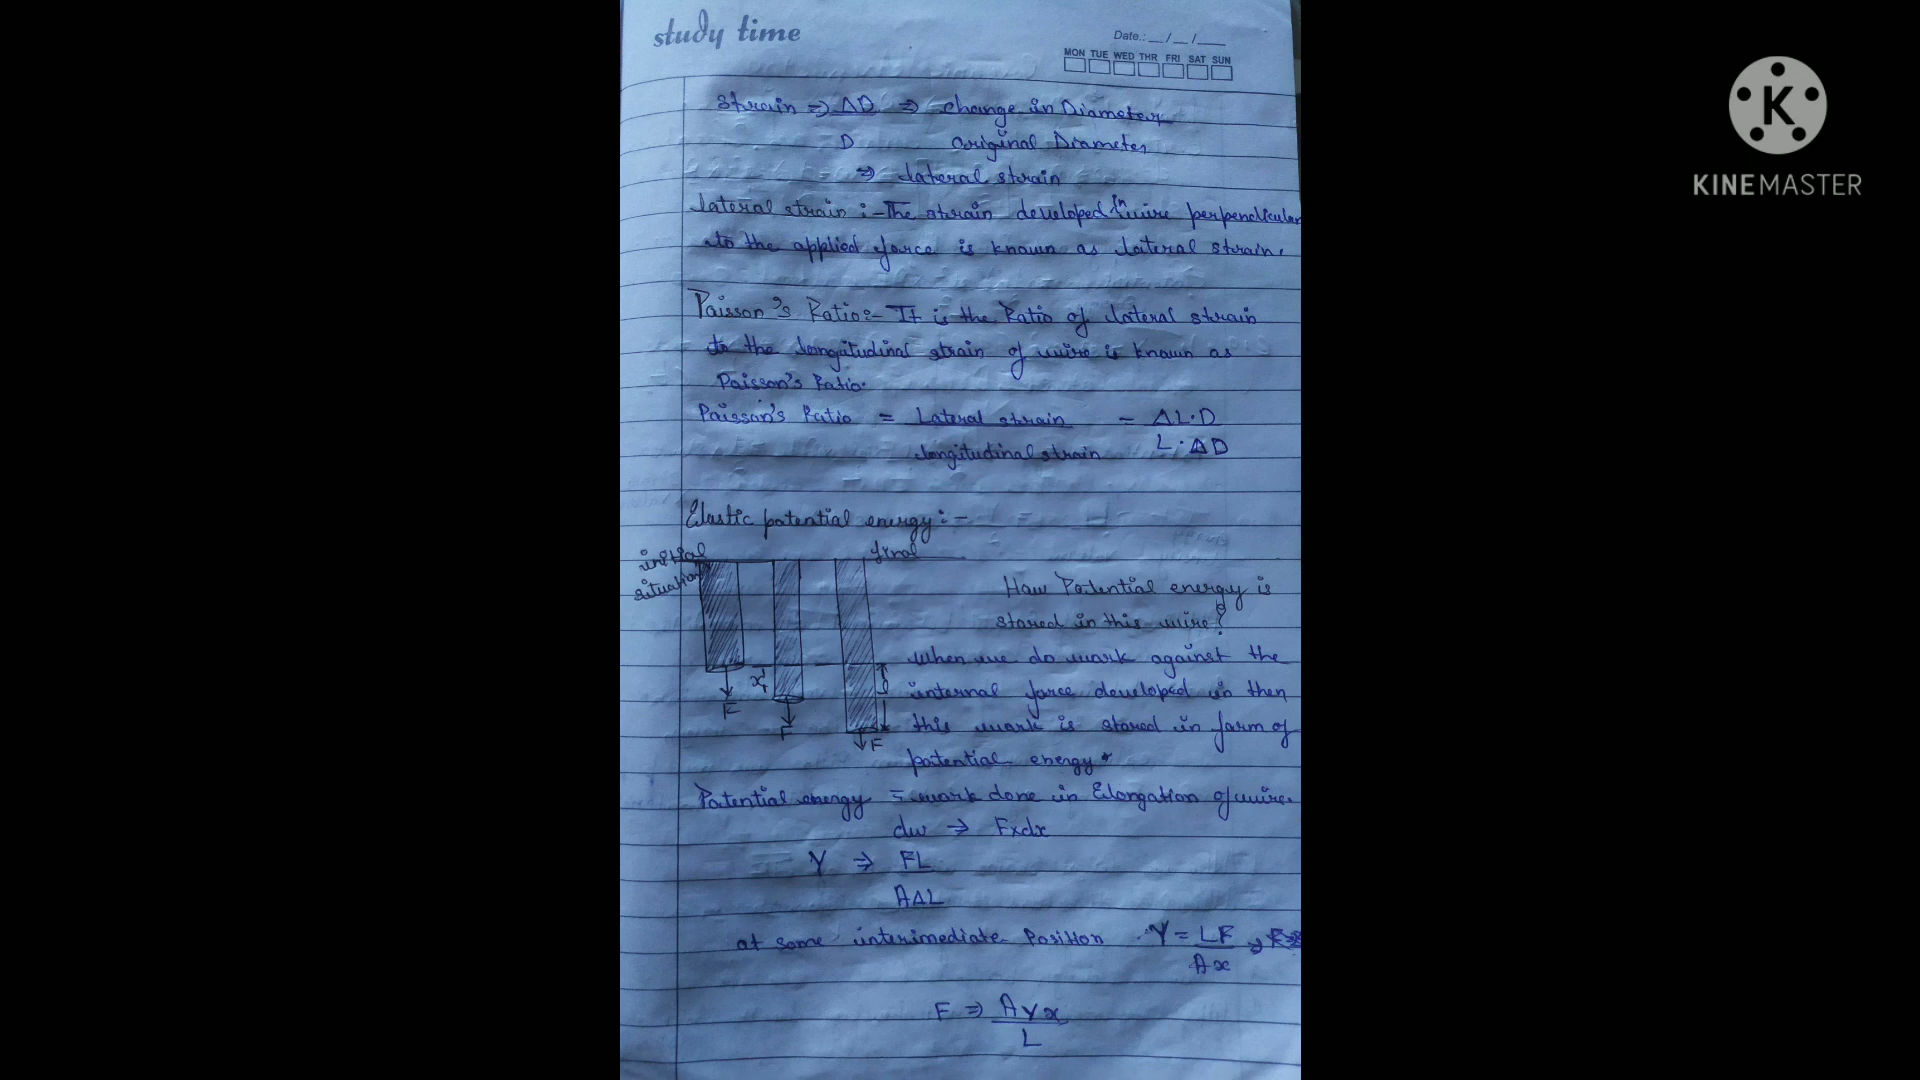 study time
Date.: __/__/___
MON TUE WED THR FRI SAT SUN
KINEMASTER
Strain ⇒ ΔD ⇒ change in Diameter
D original Diameter
⇒ lateral strain
lateral strain :- The strain developed in wire perpendicular
to the applied force is known as lateral strain.
Paisson's Ratio:- It is the Ratio of lateral strain
to the longitudinal strain of wire is known as
Paisson's Ratio.
Paisson's Ratio = Lateral strain = ΔL·D
longitudinal strain L·ΔD
Elastic potential energy :-
initial
situation
final
How Potential energy is
stored in this wire?
when we do work against the
internal force developed in then
this work is stored in form of
potential energy
F
x
F
F
Potential energy = work done in Elongation of wire.
dw ⇒ F×dx
Y ⇒ FL
AΔL
at some interimediate Position Y = LF ⇒
Ax
F ⇒ AYx
L